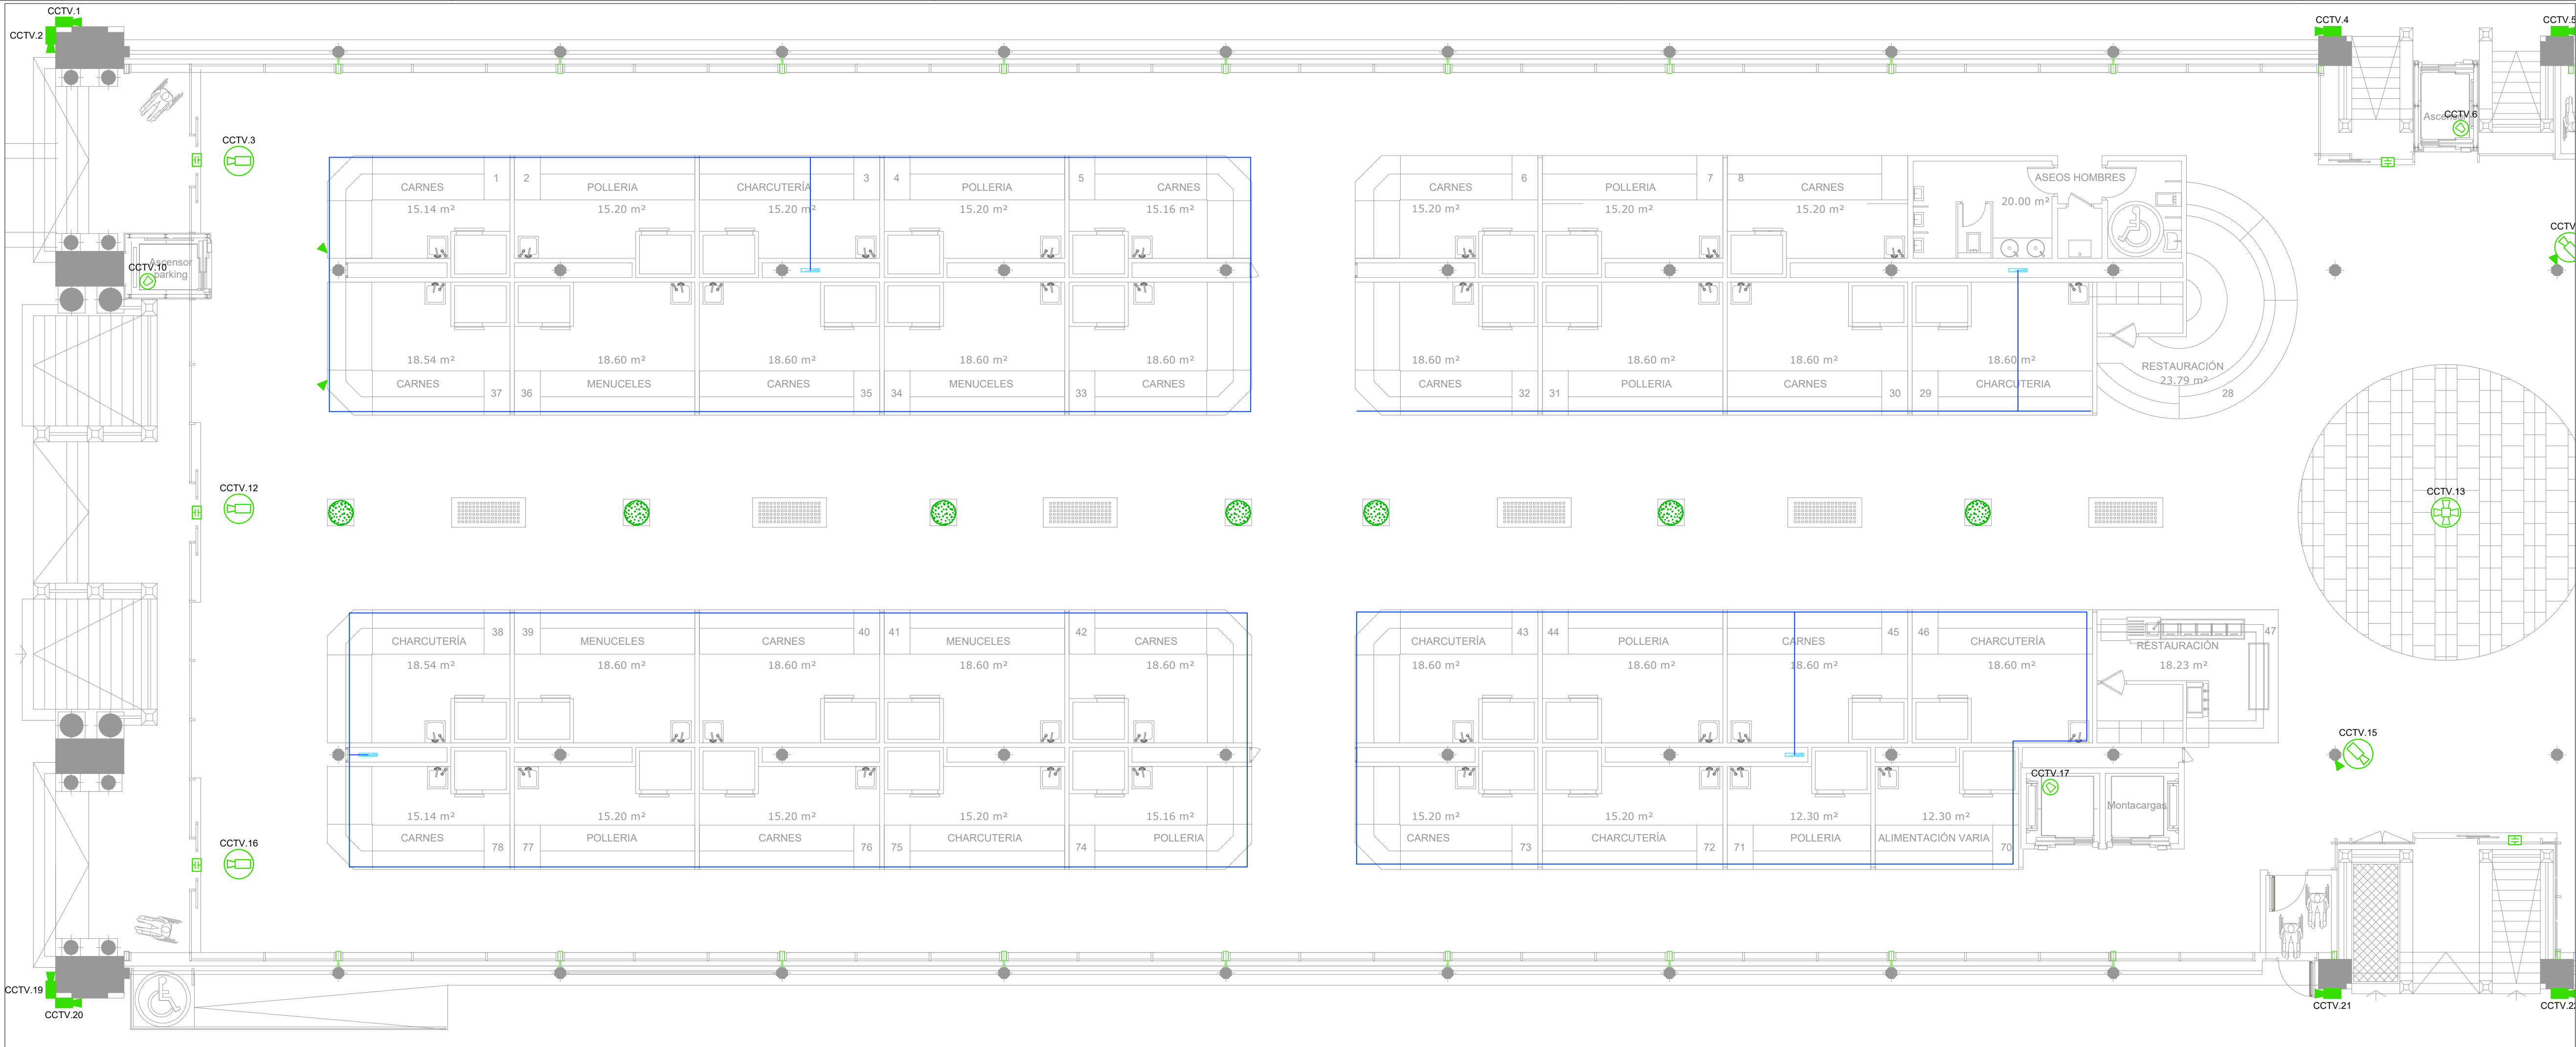 CCTV.1
CCTV.2
CCTV.4
CCTV.5
CCTV.6
Ascensor
CCTV.3
CCTV
CARNES 1
15.14 m²
2 POLLERIA
15.20 m²
CHARCUTERÍA 3
15.20 m²
4 POLLERIA
15.20 m²
5 CARNES
15.16 m²
CARNES 6
15.20 m²
POLLERIA 7
15.20 m²
8 CARNES
15.20 m²
ASEOS HOMBRES
20.00 m²
Ascensor
parking
CCTV.10
18.54 m²
CARNES 37
18.60 m²
36 MENUCELES
18.60 m²
CARNES 35
18.60 m²
34 MENUCELES
18.60 m²
33 CARNES
18.60 m²
CARNES 32
18.60 m²
31 POLLERIA
18.60 m²
CARNES 30
18.60 m²
29 CHARCUTERIA
RESTAURACIÓN
23.79 m²
28
CCTV.12
CCTV.13
CHARCUTERÍA 38
18.54 m²
39 MENUCELES
18.60 m²
CARNES 40
18.60 m²
41 MENUCELES
18.60 m²
42 CARNES
18.60 m²
CHARCUTERÍA 43
18.60 m²
44 POLLERIA
18.60 m²
CARNES 45
18.60 m²
46 CHARCUTERÍA
18.60 m²
47
RESTAURACIÓN
18.23 m²
CCTV.15
CCTV.17
Montacargas
15.14 m²
CARNES 78
15.20 m²
77 POLLERIA
15.20 m²
CARNES 76
15.20 m²
75 CHARCUTERIA
15.16 m²
74 POLLERIA
15.20 m²
CARNES 73
15.20 m²
CHARCUTERÍA 72
12.30 m²
71 POLLERIA
12.30 m²
ALIMENTACIÓN VARIA 70
CCTV.16
CCTV.19
CCTV.20
CCTV.21
CCTV.22